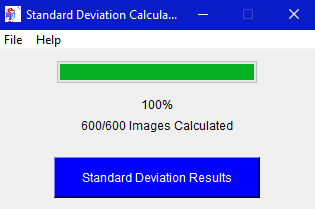 Standard Deviation Calcula...
File Help
100%
600/600 Images Calculated
Standard Deviation Results